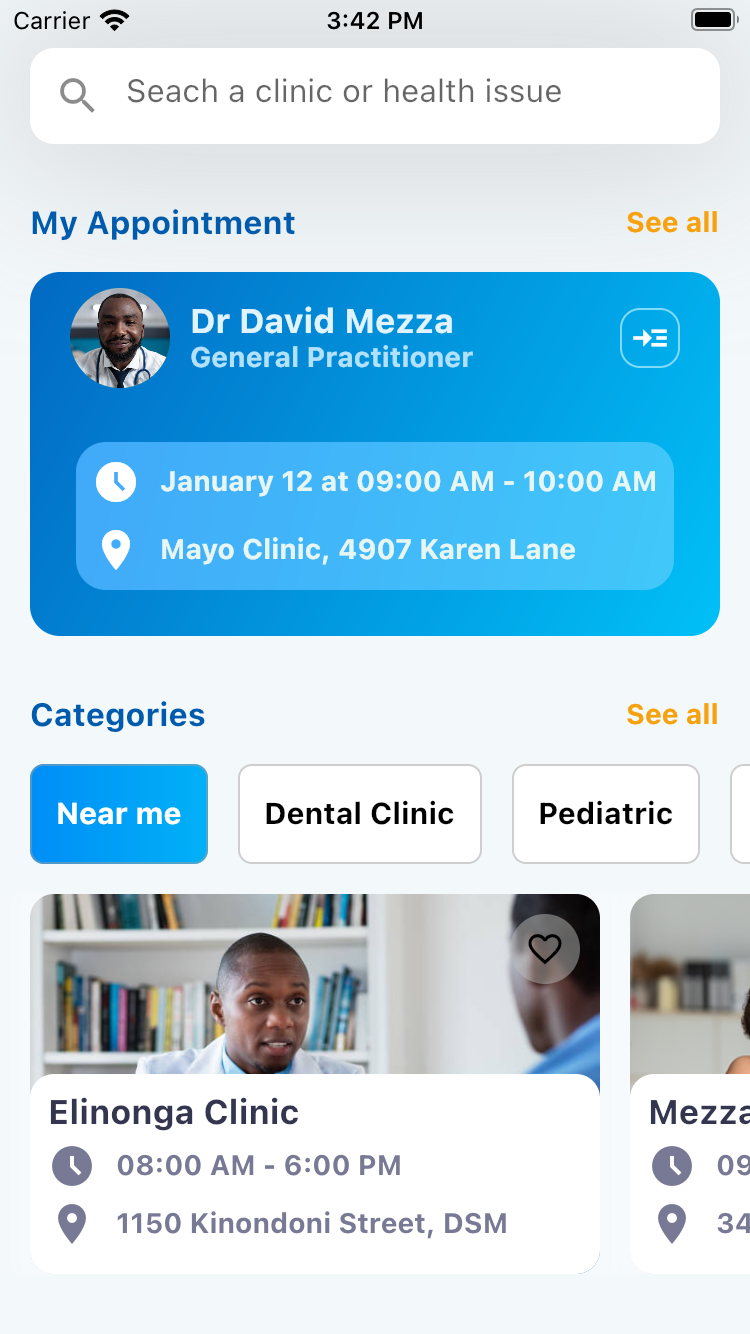 Carrier 3:42 PM
Seach a clinic or health issue
My Appointment See all
Dr David Mezza
General Practitioner
January 12 at 09:00 AM - 10:00 AM
Mayo Clinic, 4907 Karen Lane
Categories See all
Near me Dental Clinic Pediatric
Elinonga Clinic Mezza
08:00 AM - 6:00 PM 09
1150 Kinondoni Street, DSM 34